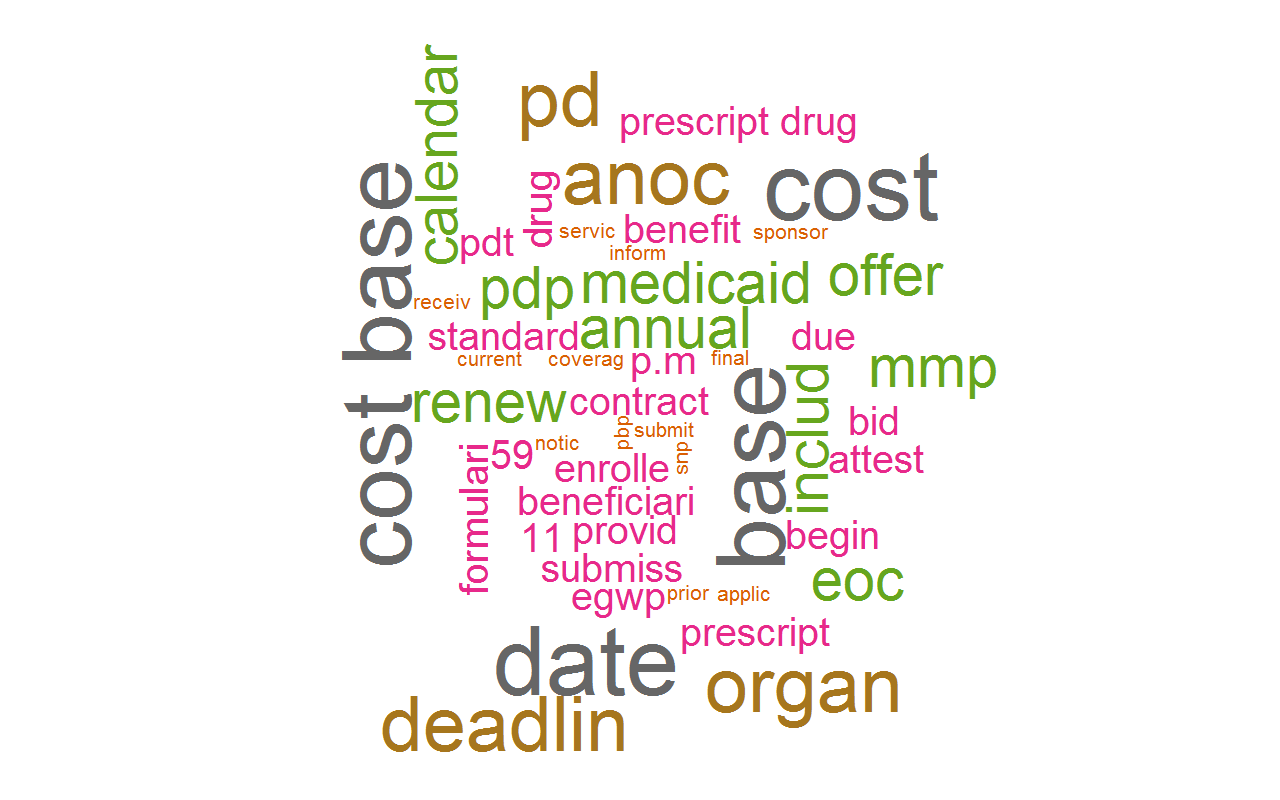 calendar
pd
prescript drug
cost base
anoc
cost
drug
servic
benefit
sponsor
pdt
inform
pdp
medicaid
offer
receiv
standard
annual
due
current
coverag
p.m
final
mmp
renew
contract
base
includ
bid
pbp
submit
59
notic
snp
attest
enrolle
formulari
beneficiari
11
provid
begin
submiss
eoc
egwp
prior
applic
prescript
date
organ
deadlin